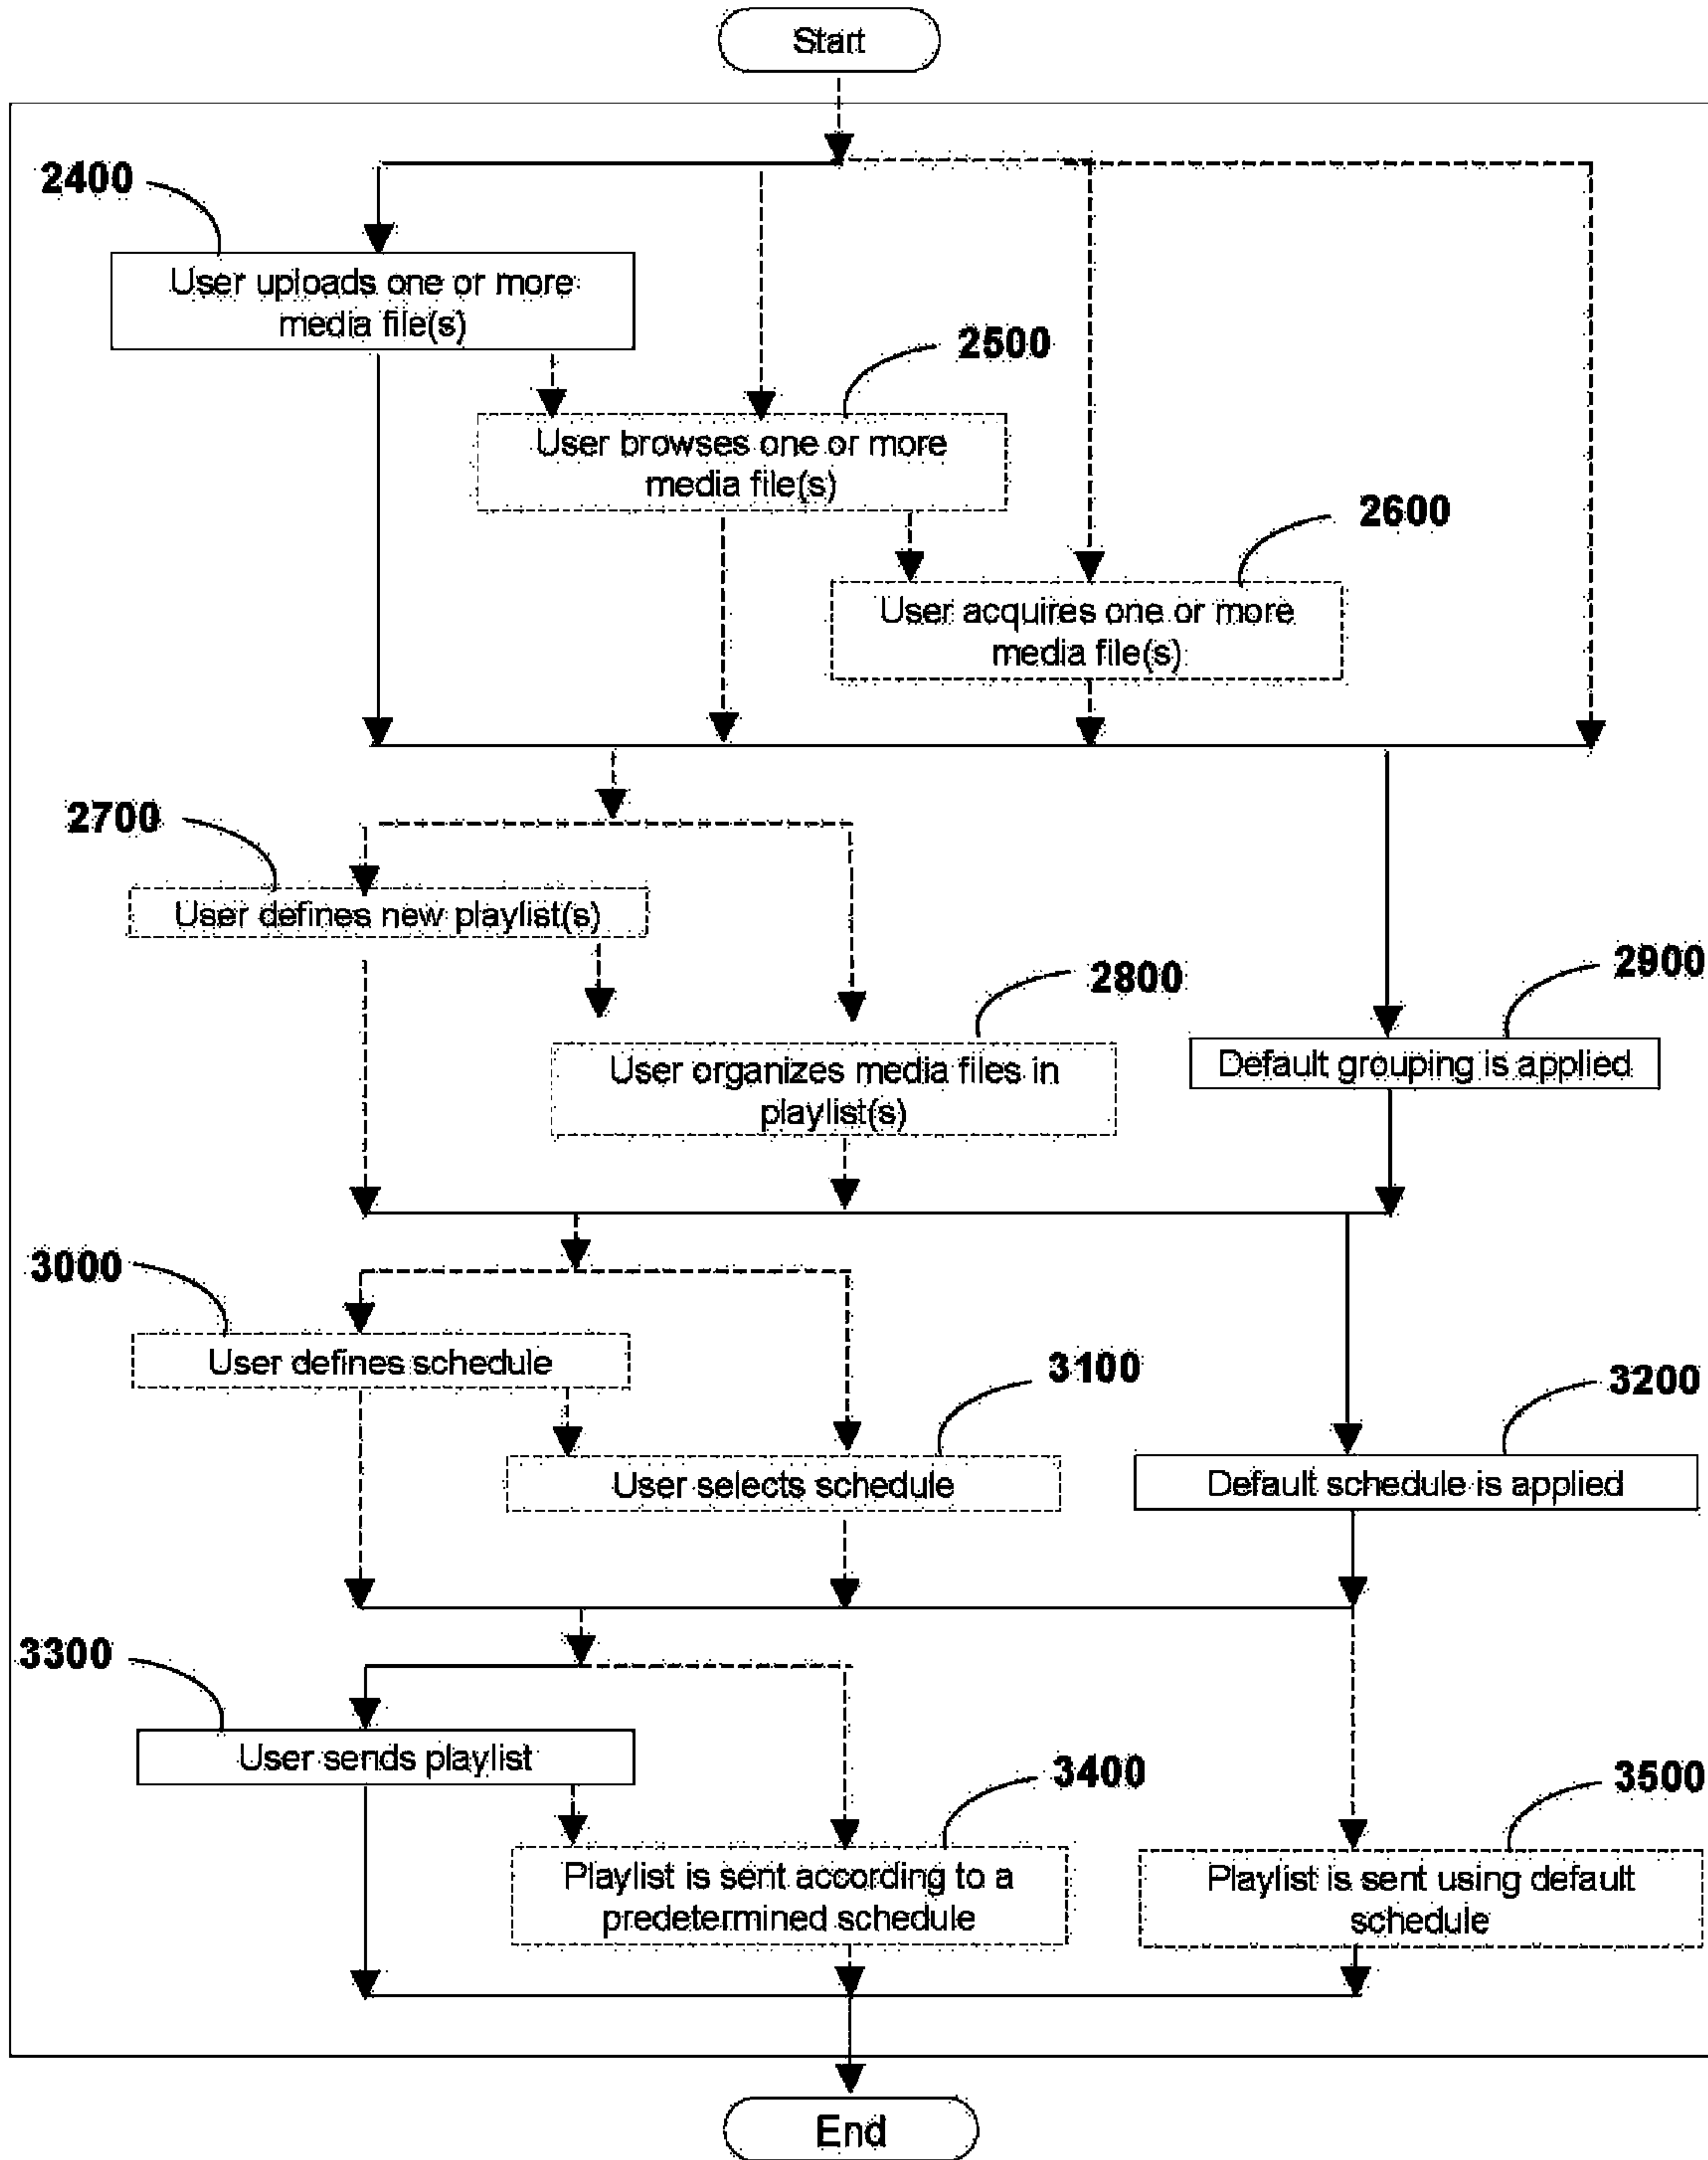 Start
2400
User uploads one or more
media file(s)
2500
User browses one or more
media file(s)
2600
User acquires one or more
media file(s)
2700
User defines new playlist(s)
2800
User organizes media files in
playlist(s)
2900
Default grouping is applied
3000
User defines schedule
3100
User selects schedule
3200
Default schedule is applied
3300
User sends playlist
3400
Playlist is sent according to a
predetermined schedule
3500
Playlist is sent using default
schedule
End